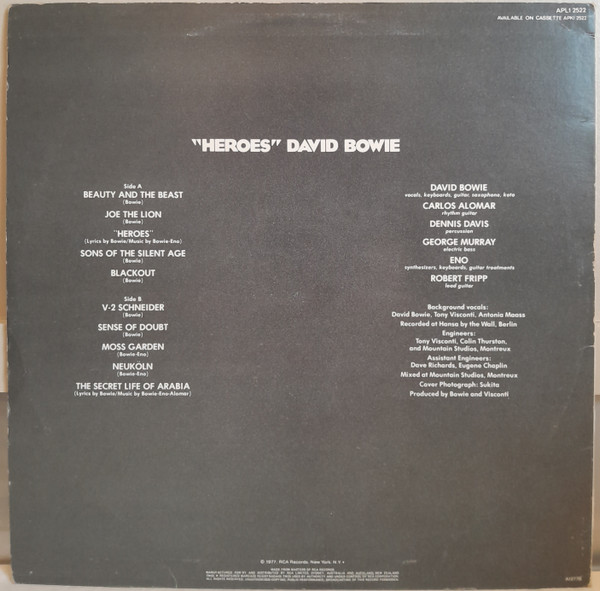 APL1 2522
AVAILABLE ON CASSETTE APK1 2522
"HEROES" DAVID BOWIE
Side A
BEAUTY AND THE BEAST
(Bowie)
JOE THE LION
(Bowie)
"HEROES"
(Lyrics by Bowie/Music by Bowie-Eno)
SONS OF THE SILENT AGE
(Bowie)
BLACKOUT
(Bowie)
Side B
V-2 SCHNEIDER
(Bowie)
SENSE OF DOUBT
(Bowie)
MOSS GARDEN
(Bowie-Eno)
NEUKÖLN
(Bowie-Eno)
THE SECRET LIFE OF ARABIA
(Lyrics by Bowie/Music by Bowie-Eno-Alomar)
DAVID BOWIE
vocals, keyboards, guitar, saxophone, koto
CARLOS ALOMAR
rhythm guitar
DENNIS DAVIS
percussion
GEORGE MURRAY
electric bass
ENO
synthesizers, keyboards, guitar treatments
ROBERT FRIPP
lead guitar
Background vocals:
David Bowie, Tony Visconti, Antonia Maass
Recorded at Hansa by the Wall, Berlin
Engineers:
Tony Visconti, Colin Thurston,
and Mountain Studios, Montreux
Assistant Engineers:
Dave Richards, Eugene Chaplin
Mixed at Mountain Studios, Montreux
Cover Photograph: Sukita
Produced by Bowie and Visconti
℗ 1977, RCA Records, New York, N.Y. •